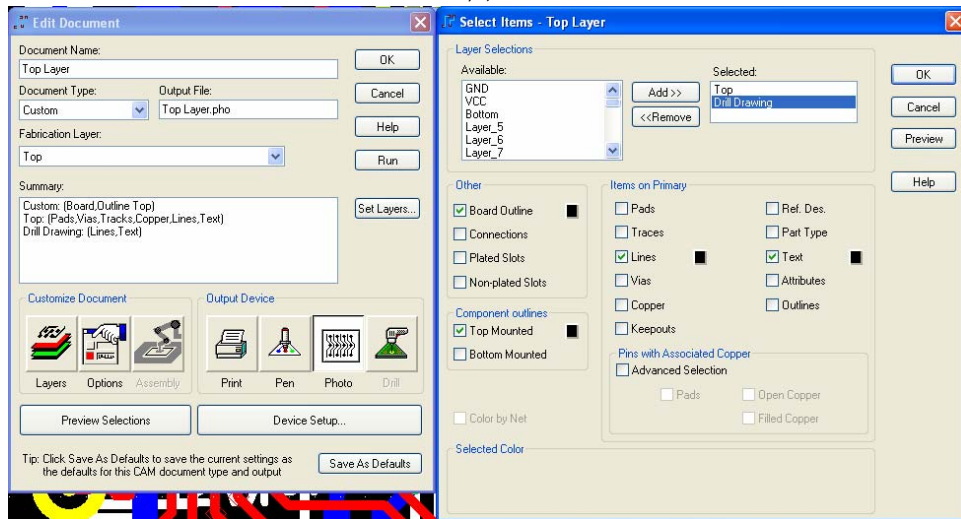 Edit Document
Document Name:
Top Layer
Document Type:
Output File:
Custom
Top Layer.pho
Fabrication Layer:
Top
Summary:
Custom: (Board,Outline Top)
Top: (Pads,Vias,Tracks,Copper,Lines,Text)
Drill Drawing: (Lines,Text)
OK
Cancel
Help
Run
Set Layers...
Customize Document
Layers
Options
Assembly
Output Device
Print
Pen
Photo
Drill
Preview Selections
Device Setup...
Tip: Click Save As Defaults to save the current settings as
the defaults for this CAM document type and output
Save As Defaults
Select Items - Top Layer
Layer Selections
Available:
GND
VCC
Bottom
Layer_5
Layer_6
Layer_7
Add >>
<<Remove
Selected:
Top
Drill Drawing
OK
Cancel
Preview
Help
Other
Board Outline
Connections
Plated Slots
Non-plated Slots
Component outlines
Top Mounted
Bottom Mounted
Color by Net
Items on Primary
Pads
Traces
Lines
Vias
Copper
Keepouts
Ref. Des.
Part Type
Text
Attributes
Outlines
Pins with Associated Copper
Advanced Selection
Pads
Open Copper
Filled Copper
Selected Color